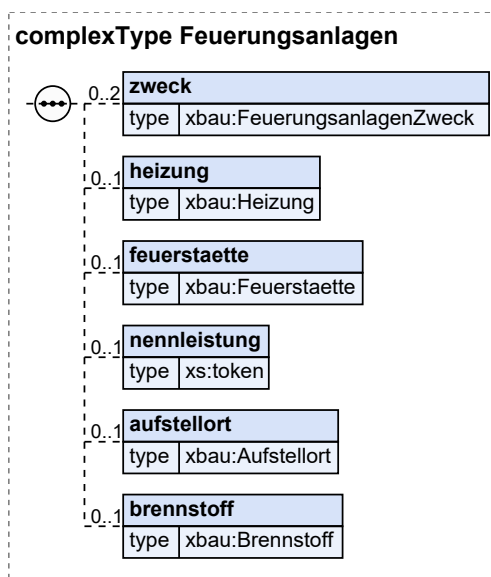 complexType Feuerungsanlagen
0..2 zweck
type xbau:FeuerungsanlagenZweck
0..1 heizung
type xbau:Heizung
0..1 feuerstaette
type xbau:Feuerstaette
0..1 nennleistung
type xs:token
0..1 aufstellort
type xbau:Aufstellort
0..1 brennstoff
type xbau:Brennstoff